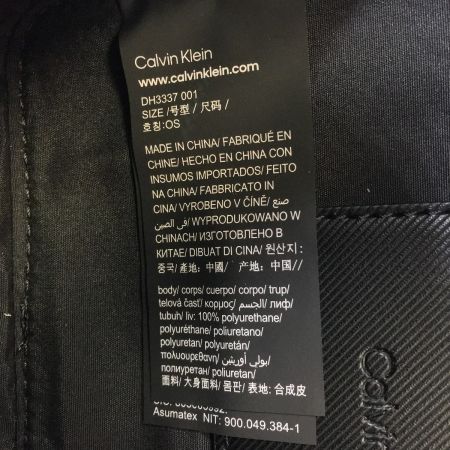 Calvin Klein
www.calvinklein.com
DH3337 001
SIZE /号型 / 尺码 /
호칭:OS
MADE IN CHINA/ FABRIQUÉ EN
CHINE/ HECHO EN CHINA CON
INSUMOS IMPORTADOS/ FEITO
NA CHINA/ FABBRICATO IN
CINA/ VYROBENO V ČÍNĚ/ صنع
في الصين/ WYPRODUKOWANO W
CHINACH/ ИЗГОТОВЛЕНО В
КИТАЕ/ DIBUAT DI CINA/ 원산지 :
중국/ 產地: 中國/ 产地: 中国//
body/ corps/ cuerpo/ corpo/ trup/
telová časť/ κορμος/ الجسم/ лиф/
tubuh/ liv: 100% polyurethane/
polyuréthane/ poliuretano/
polyuretan/ polyuretán/
πολυουρεθανη/ بولي أوريثين/
полиуретан/ poliuretan/
面料/ 大身面料/ 몸판/ 表地: 合成皮
Asumatex NIT: 900.049.384-1
Calvin